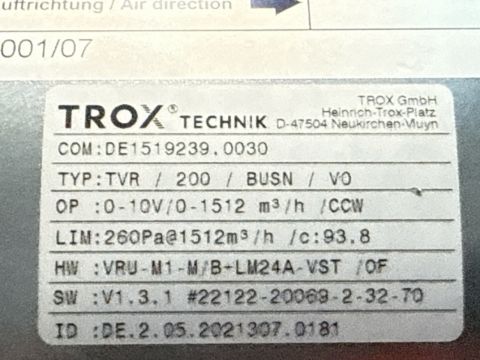 uftrichtung / Air direction
001/07
TROX® TECHNIK
TROX GmbH
Heinrich-Trox-Platz
D-47504 Neukirchen-Vluyn
COM:DE1519239.0030
TYP:TVR / 200 / BUSN / V0
OP :0-10V/0-1512 m³/h /CCW
LIM:260Pa@1512m³/h /c:93.8
HW :VRU-M1-M/B+LM24A-VST /0F
SW :V1.3.1 #22122-20069-2-32-70
ID :DE.2.05.2021307.0181